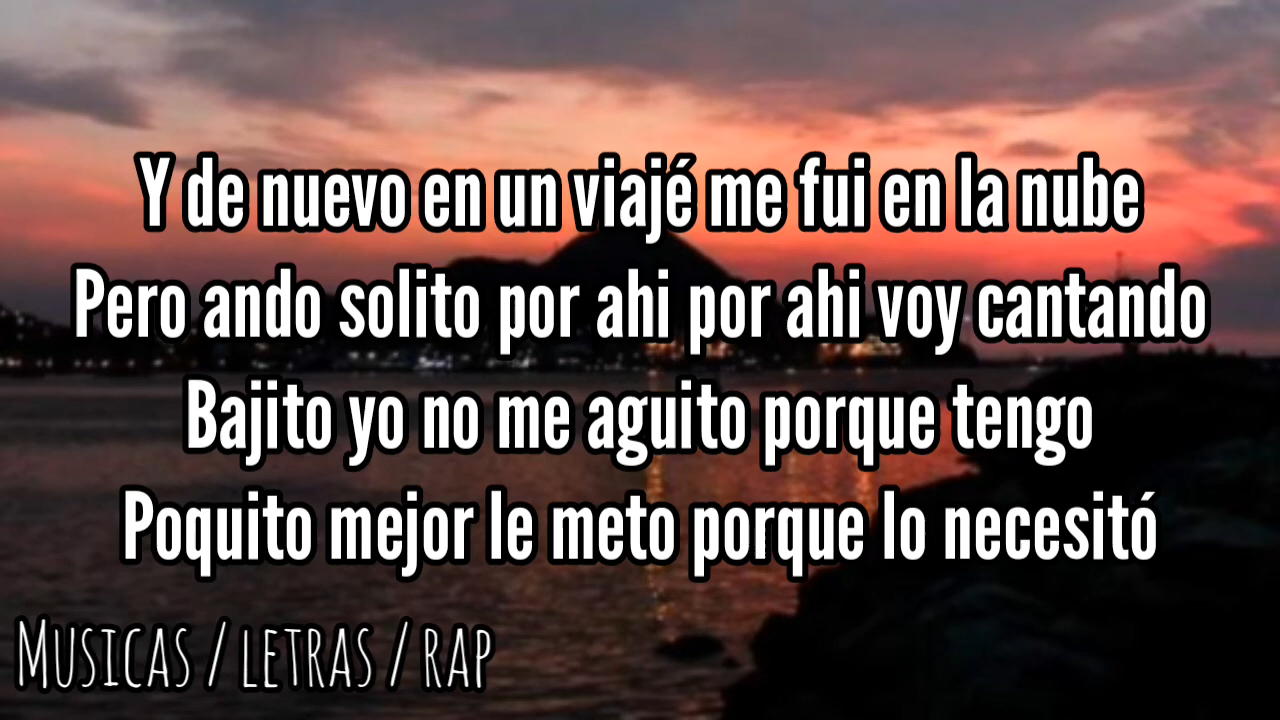 Y de nuevo en un viajé me fui en la nube
Pero ando solito por ahi por ahi voy cantando
Bajito yo no me aguito porque tengo
Poquito mejor le meto porque lo necesitó
Musicas / letras / rap